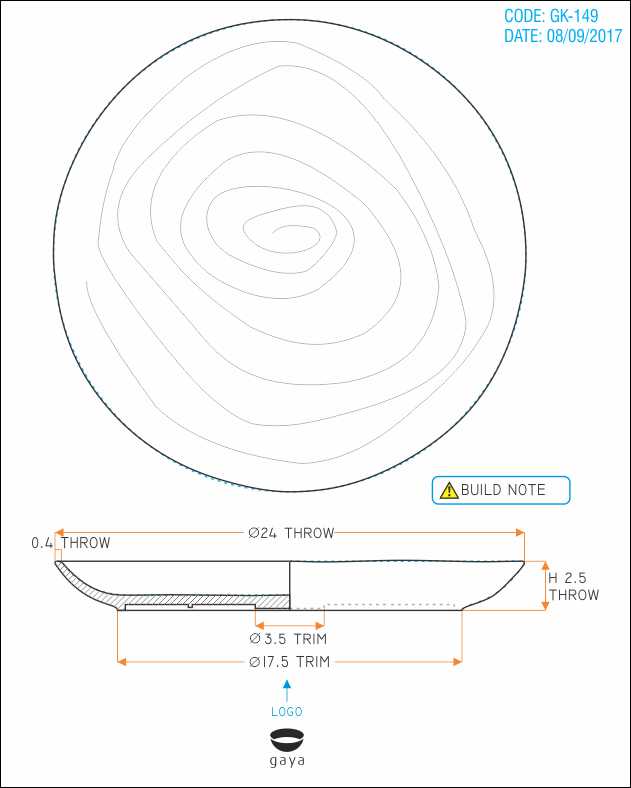 CODE: GK-149
DATE: 08/09/2017
BUILD NOTE
Ø24 THROW
0.4 THROW
H 2.5
THROW
Ø3.5 TRIM
Ø17.5 TRIM
LOGO
gaya